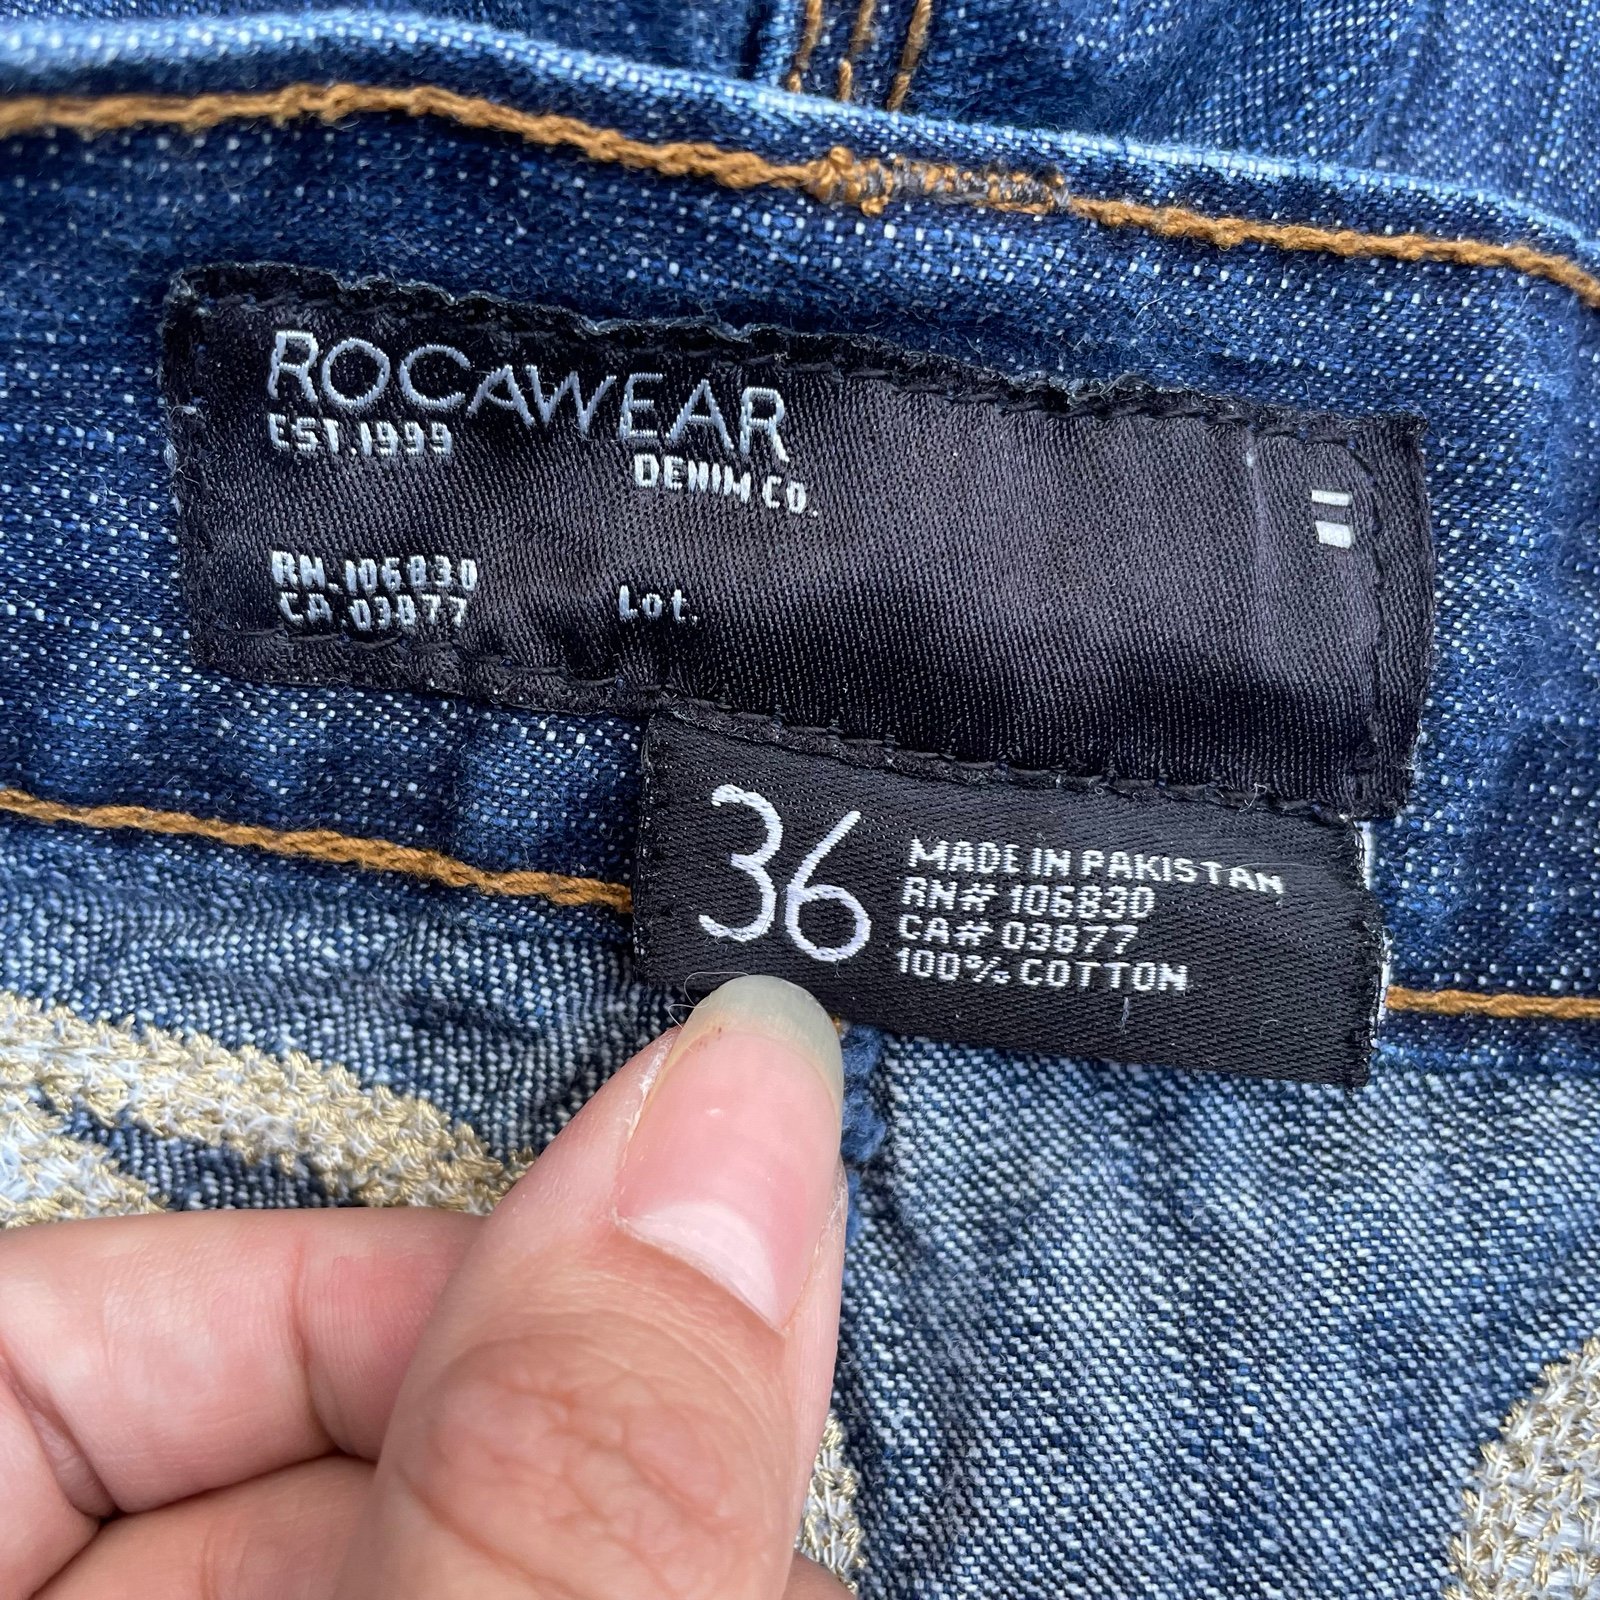 ROCAWEAR
EST.1999
DENIM CO.
RN.106830
CA.03877
Lot.
36
MADE IN PAKISTAN
RN# 106830
CA# 03877
100% COTTON